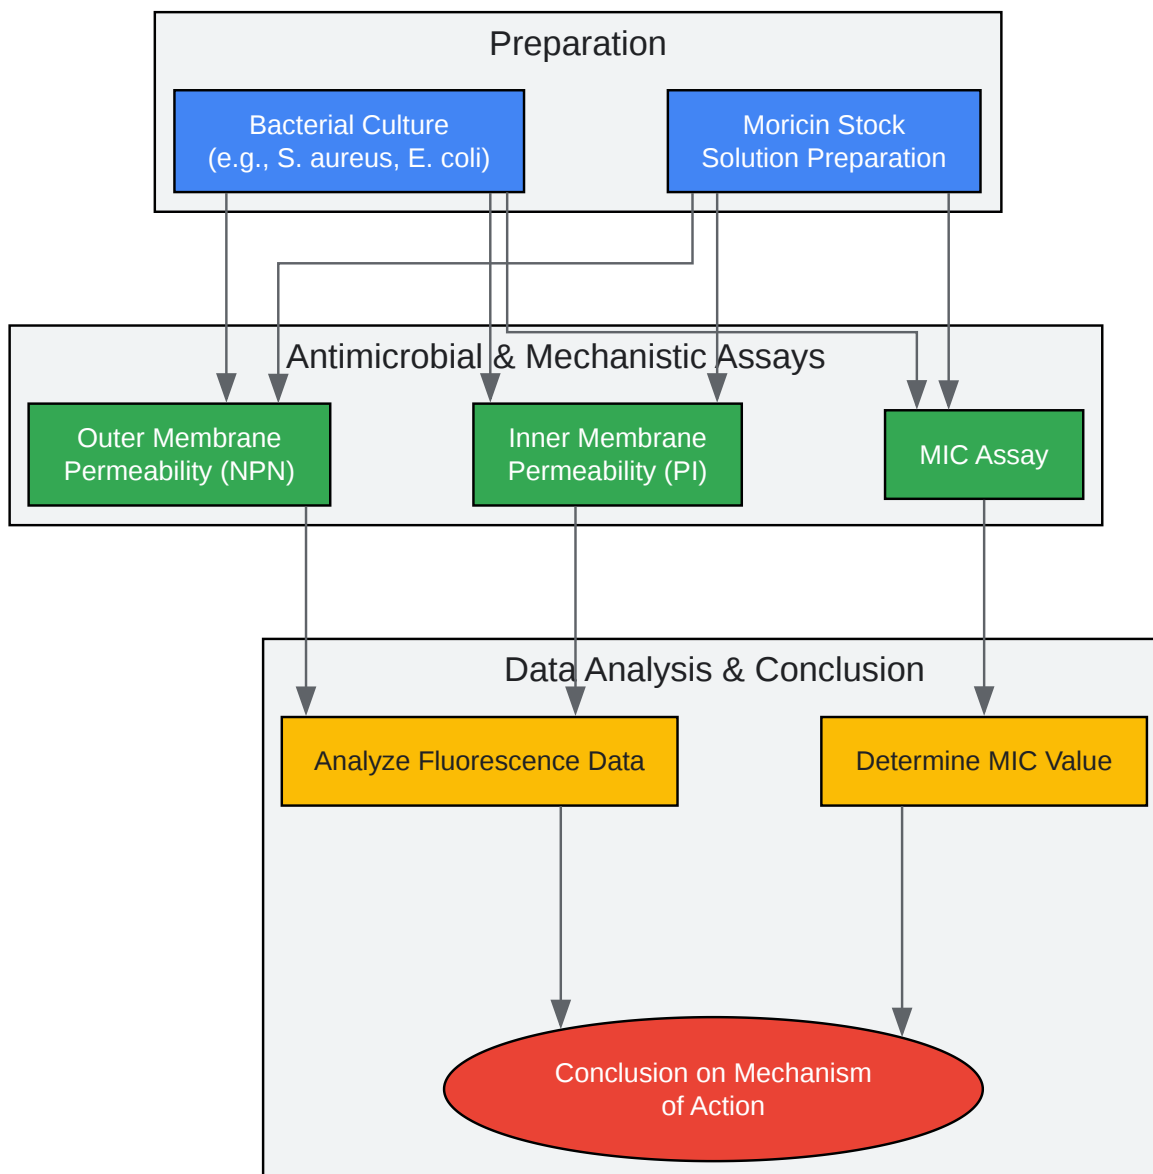 Preparation
Bacterial Culture
(e.g., S. aureus, E. coli)
Moricin Stock
Solution Preparation
Antimicrobial & Mechanistic Assays
Outer Membrane
Permeability (NPN)
Inner Membrane
Permeability (PI)
MIC Assay
Data Analysis & Conclusion
Analyze Fluorescence Data
Determine MIC Value
Conclusion on Mechanism
of Action